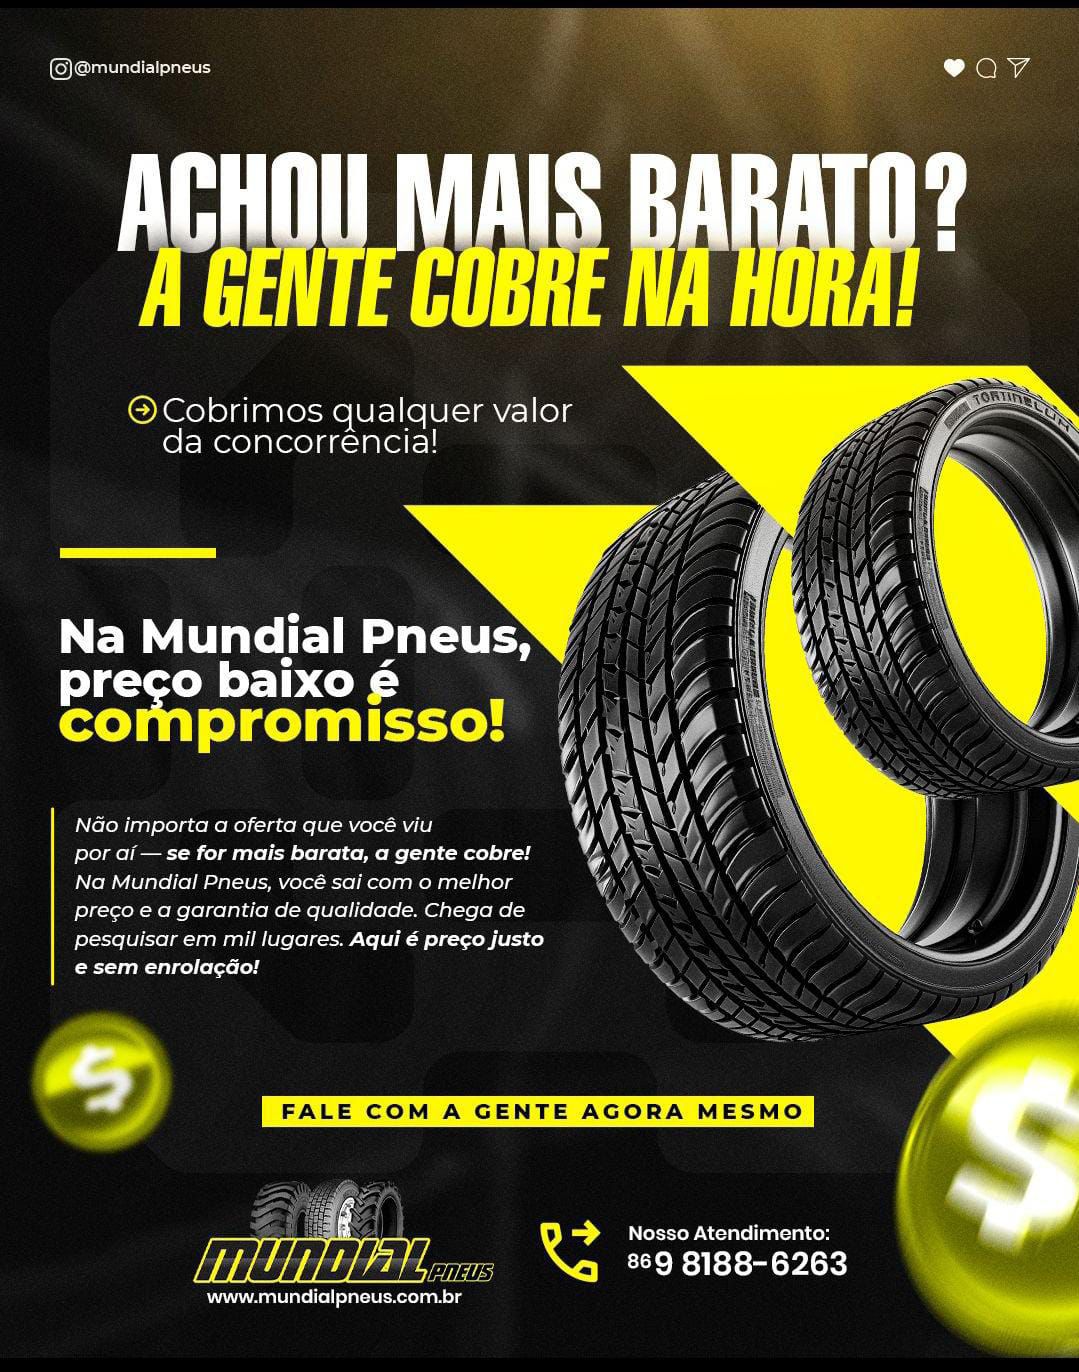 @mundialpneus
ACHOU MAIS BARATO?
A GENTE COBRE NA HORA!
Cobrimos qualquer valor
da concorrência!
Na Mundial Pneus,
preço baixo é
compromisso!
Não importa a oferta que você viu
por aí — se for mais barata, a gente cobre!
Na Mundial Pneus, você sai com o melhor
preço e a garantia de qualidade. Chega de
pesquisar em mil lugares. Aqui é preço justo
e sem enrolação!
$
$
FALE COM A GENTE AGORA MESMO
MUNDIAL PNEUS
www.mundialpneus.com.br
Nosso Atendimento:
86 9 8188-6263